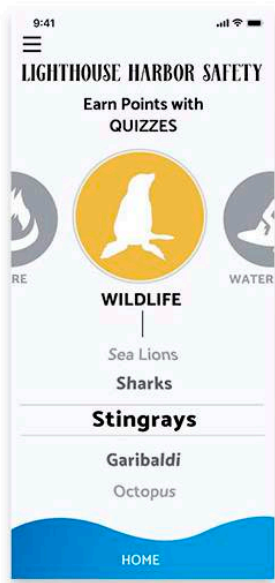 9:41
LIGHTHOUSE HARBOR SAFETY
Earn Points with
QUIZZES
RE
WATER
WILDLIFE
Sea Lions
Sharks
Stingrays
Garibaldi
Octopus
HOME